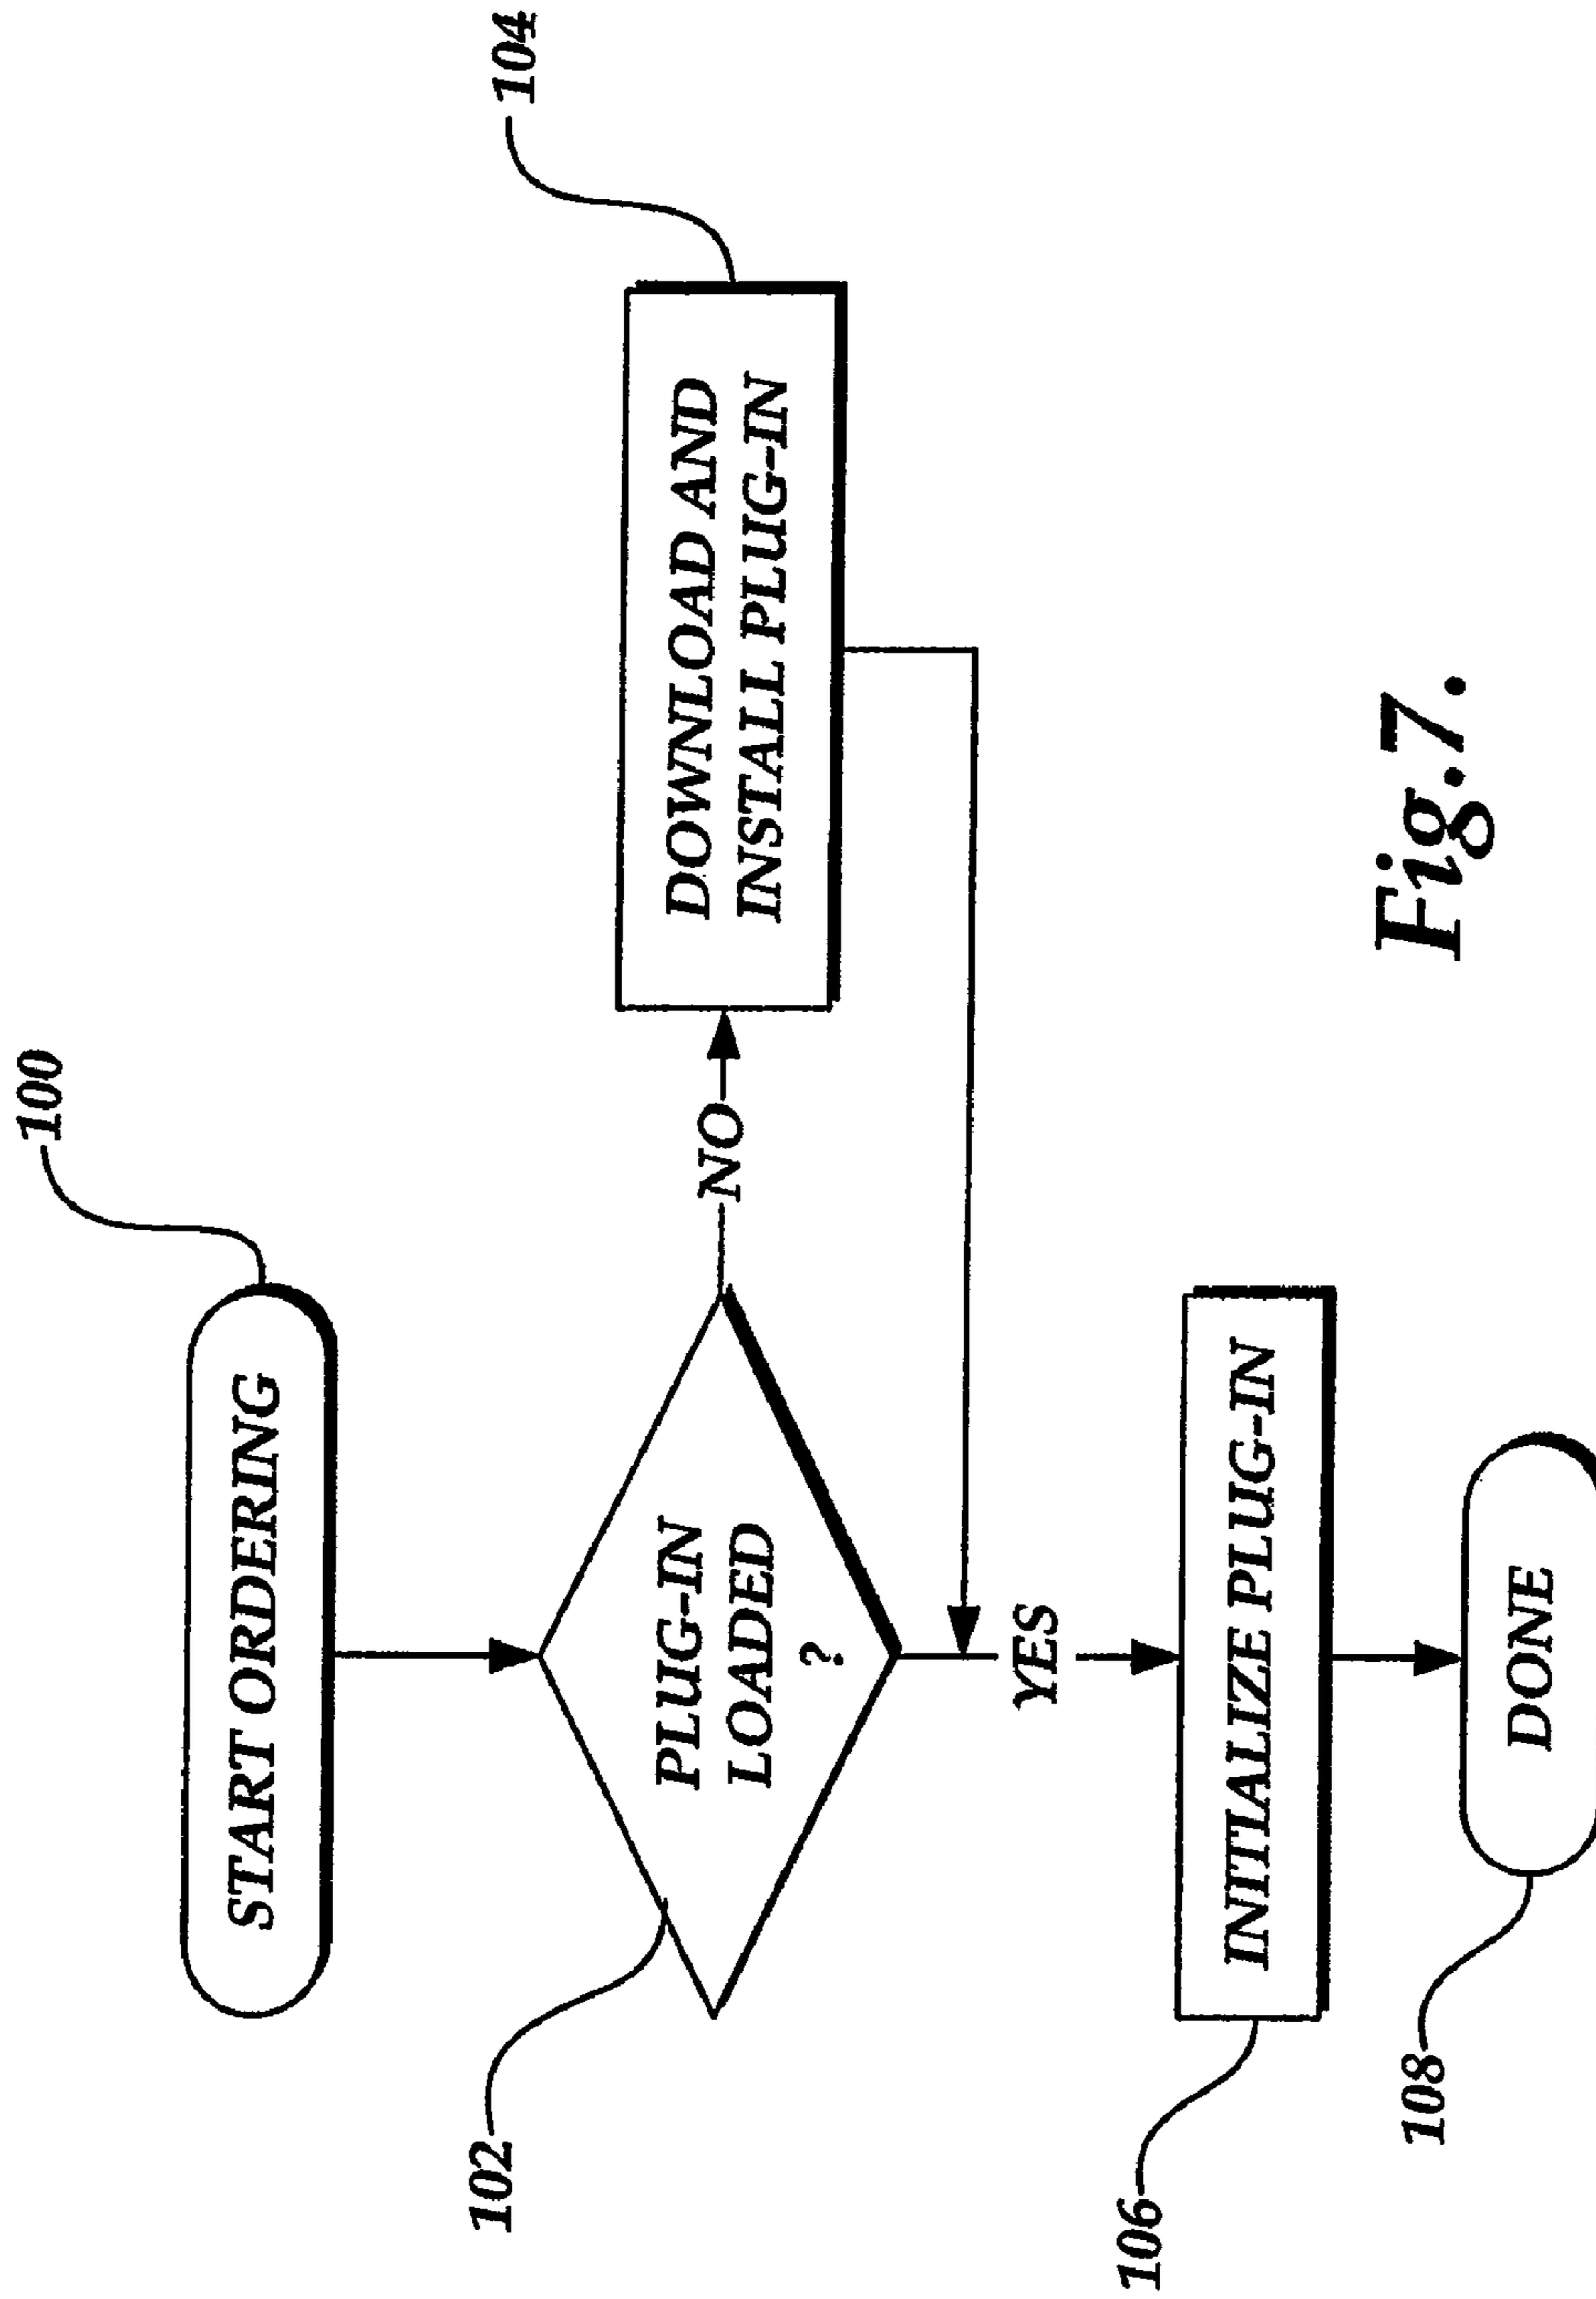 100
START ORDERING
102
PLUG-IN
LOADED
?
NO
104
DOWNLOAD AND
INSTALL PLUG-IN
YES
106
INITIALIZE PLUG-IN
108
DONE
Fig.7.